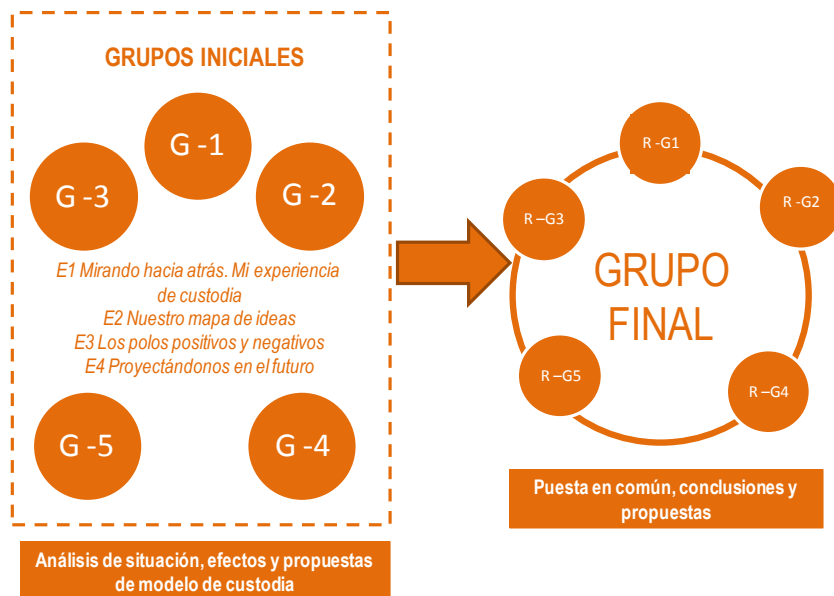 GRUPOS INICIALES
G -1
G -3
G -2
E1 Mirando hacia atrás. Mi experiencia
de custodia
E2 Nuestro mapa de ideas
E3 Los polos positivos y negativos
E4 Proyectándonos en el futuro
G -5
G -4
Análisis de situación, efectos y propuestas
de modelo de custodia
R -G1
R -G2
R –G3
GRUPO
FINAL
R –G5
R –G4
Puesta en común, conclusiones y
propuestas